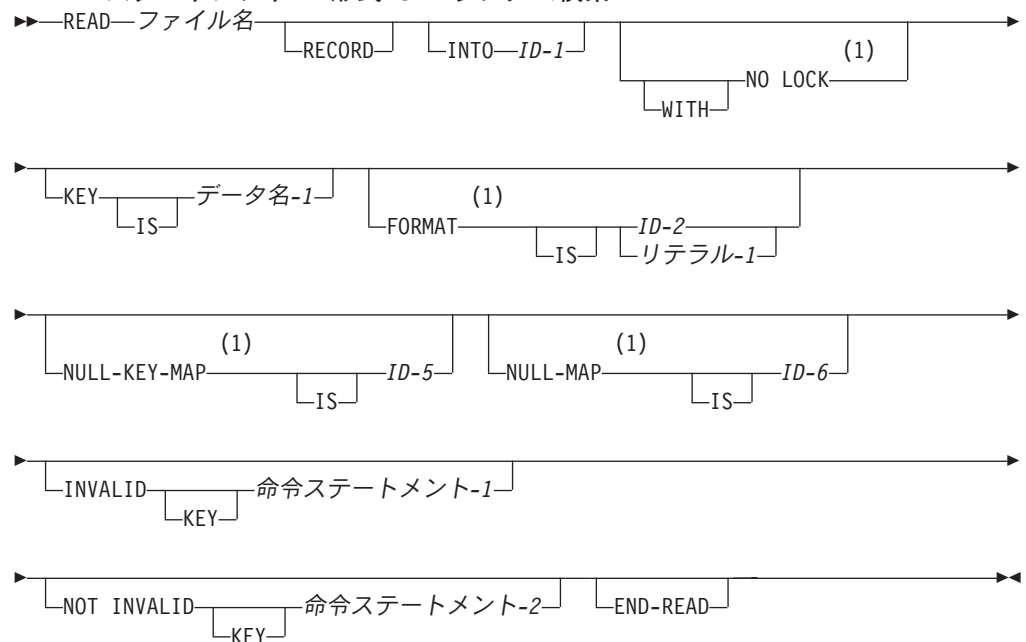 READ ファイル名 RECORD INTO ID-1 WITH NO LOCK (1)
KEY IS データ名-1 FORMAT (1) IS ID-2 リテラル-1
NULL-KEY-MAP (1) IS ID-5 NULL-MAP (1) IS ID-6
INVALID KEY 命令ステートメント-1
NOT INVALID KEY 命令ステートメント-2 END-READ